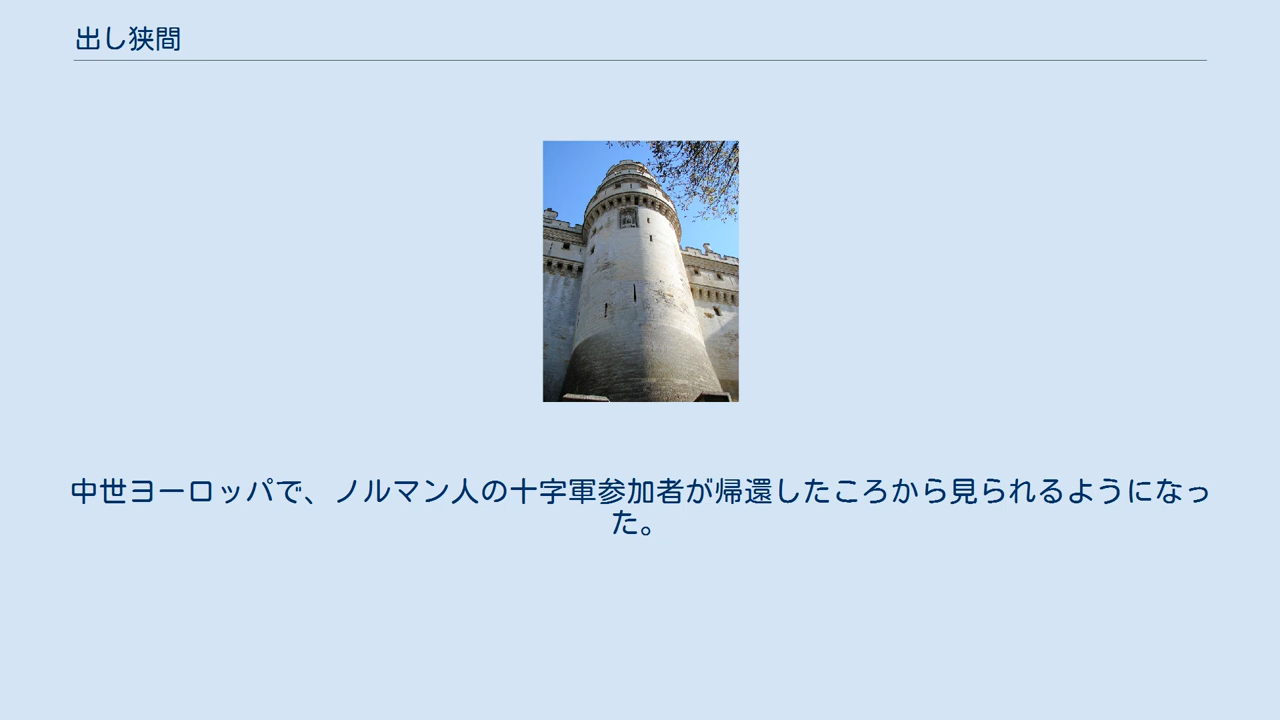 出し狭間
中世ヨーロッパで、ノルマン人の十字軍参加者が帰還したころから見られるようになっ
た。